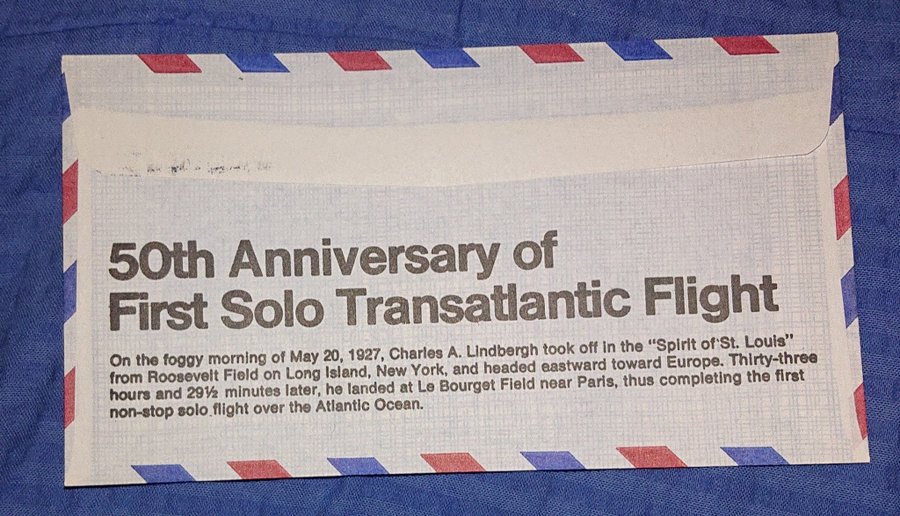 50th Anniversary of
First Solo Transatlantic Flight
On the foggy morning of May 20, 1927, Charles A. Lindbergh took off in the "Spirit of St. Louis"
from Roosevelt Field on Long Island, New York, and headed eastward toward Europe. Thirty-three
hours and 29½ minutes later, he landed at Le Bourget Field near Paris, thus completing the first
non-stop solo flight over the Atlantic Ocean.